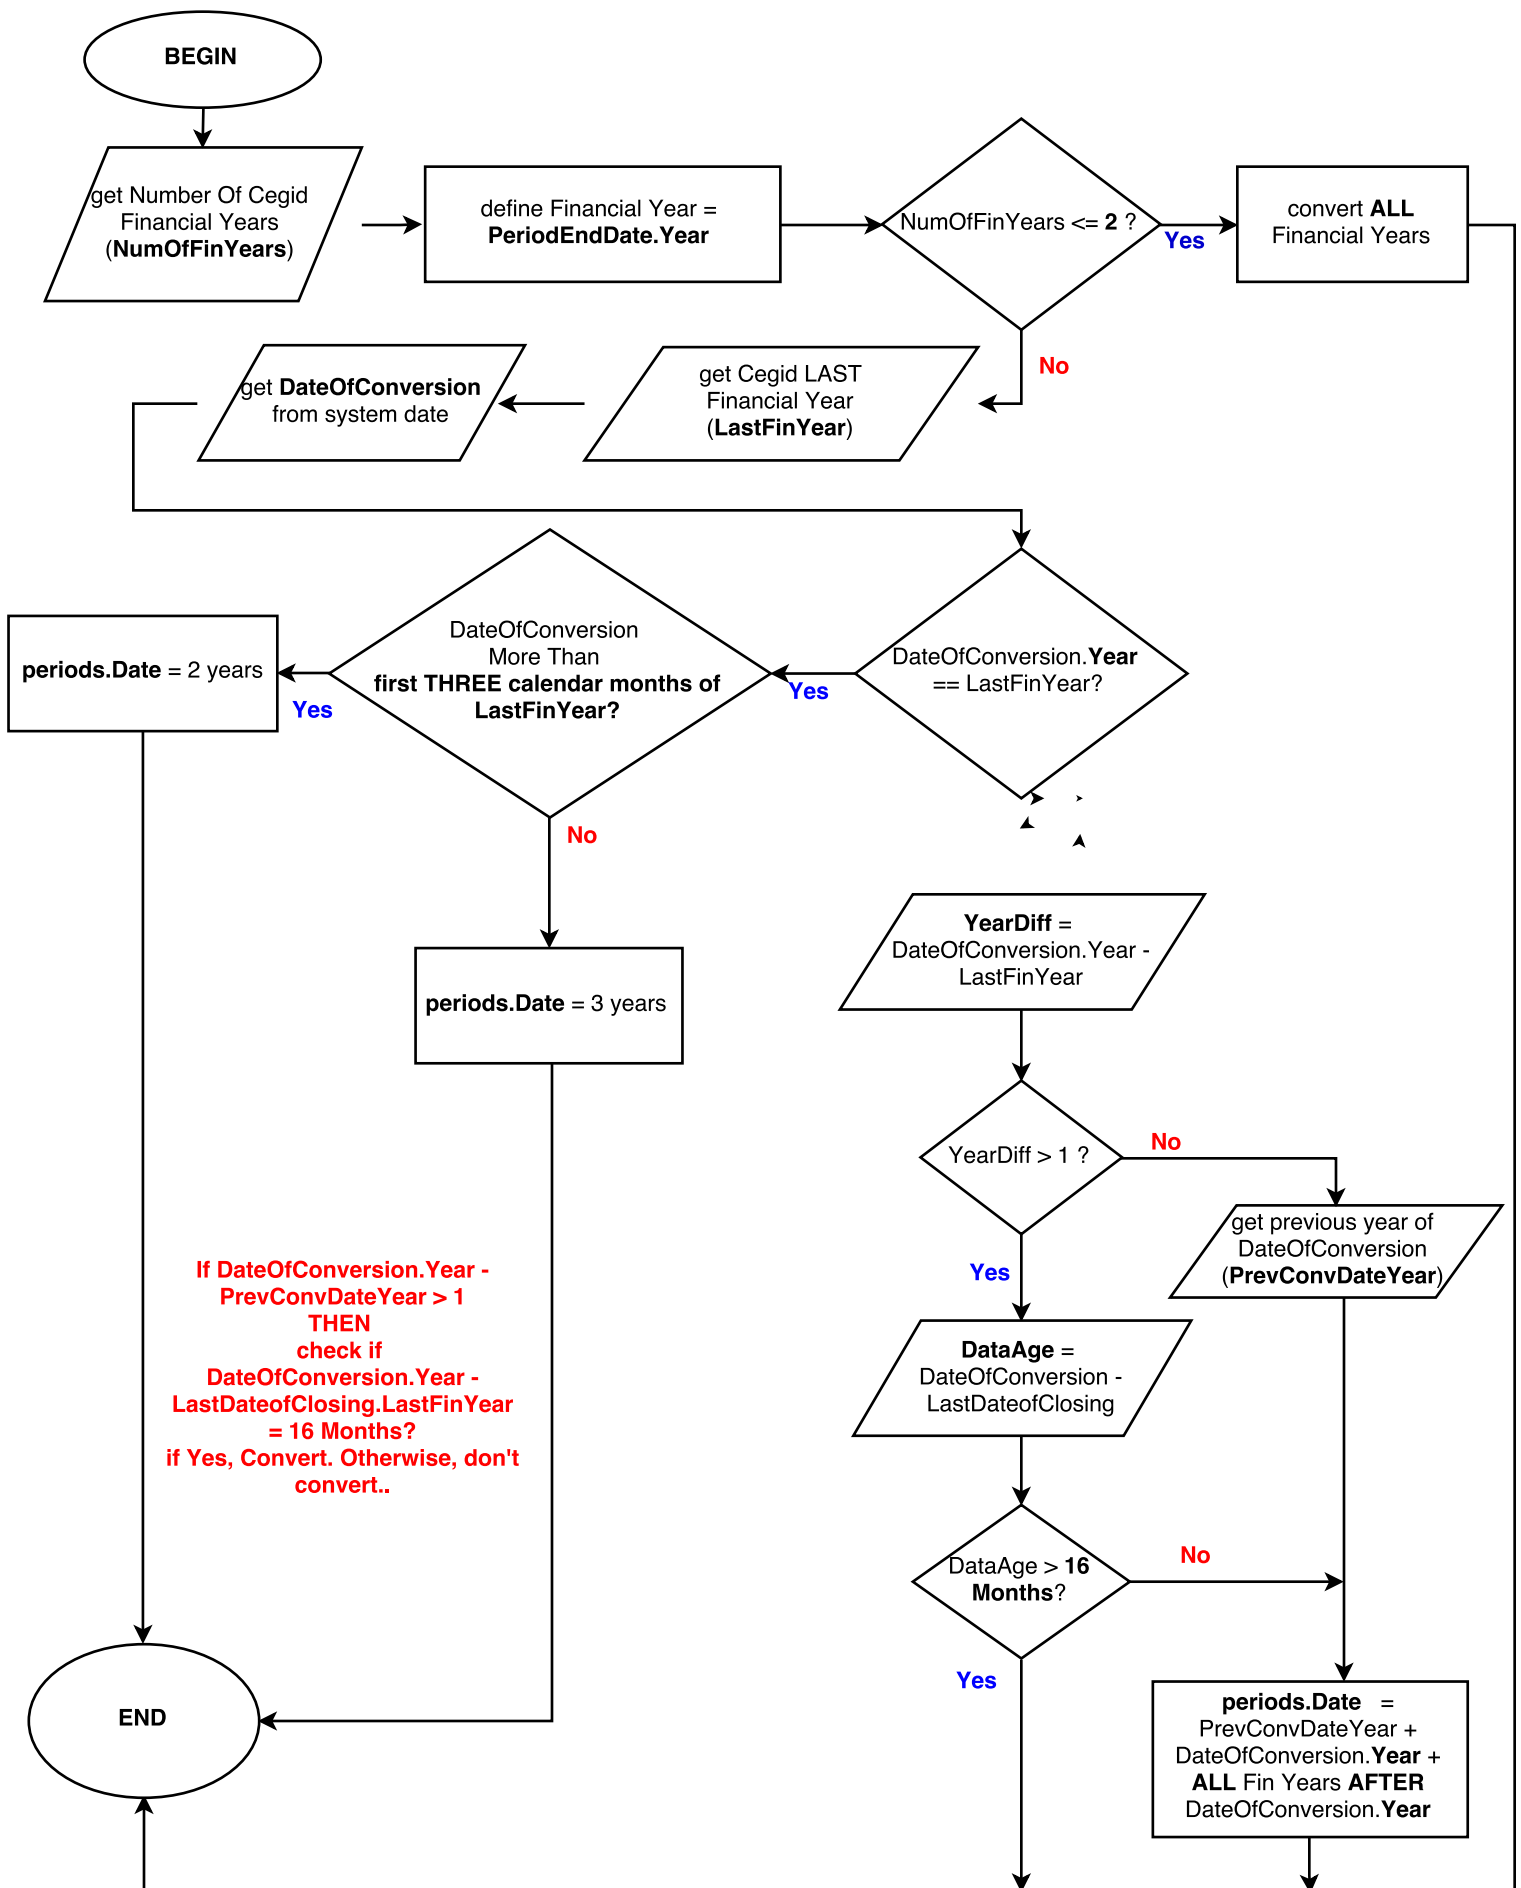 BEGIN
get Number Of Cegid
Financial Years
(NumOfFinYears)
define Financial Year =
PeriodEndDate.Year
NumOfFinYears <= 2 ?
Yes
convert ALL
Financial Years
No
get Cegid LAST
Financial Year
(LastFinYear)
get DateOfConversion
from system date
DateOfConversion.Year
== LastFinYear?
Yes
DateOfConversion
More Than
first THREE calendar months of
LastFinYear?
Yes
periods.Date = 2 years
No
periods.Date = 3 years
YearDiff =
DateOfConversion.Year -
LastFinYear
YearDiff > 1 ?
No
get previous year of
DateOfConversion
(PrevConvDateYear)
Yes
DataAge =
DateOfConversion -
LastDateofClosing
DataAge > 16
Months?
No
Yes
periods.Date =
PrevConvDateYear +
DateOfConversion.Year +
ALL Fin Years AFTER
DateOfConversion.Year
If DateOfConversion.Year -
PrevConvDateYear > 1
THEN
check if
DateOfConversion.Year -
LastDateofClosing.LastFinYear
= 16 Months?
if Yes, Convert. Otherwise, don't
convert..
END